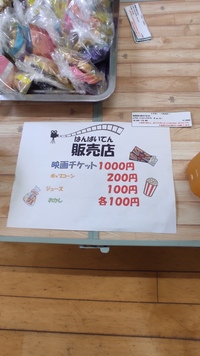 はんばいてん
販売店
映画チケット1000円
ポップコーン 200円
ジュース 100円
おかし 各100円